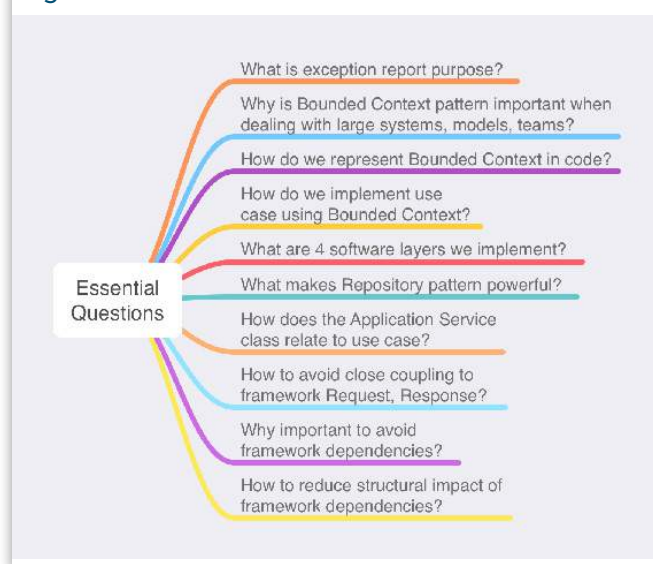 What is exception report purpose?
Why is Bounded Context pattern important when
dealing with large systems, models, teams?
How do we represent Bounded Context in code?
How do we implement use
case using Bounded Context?
What are 4 software layers we implement?
What makes Repository pattern powerful?
Essential
Questions
How does the Application Service
class relate to use case?
How to avoid close coupling to
framework Request, Response?
Why important to avoid
framework dependencies?
How to reduce structural impact of
framework dependencies?